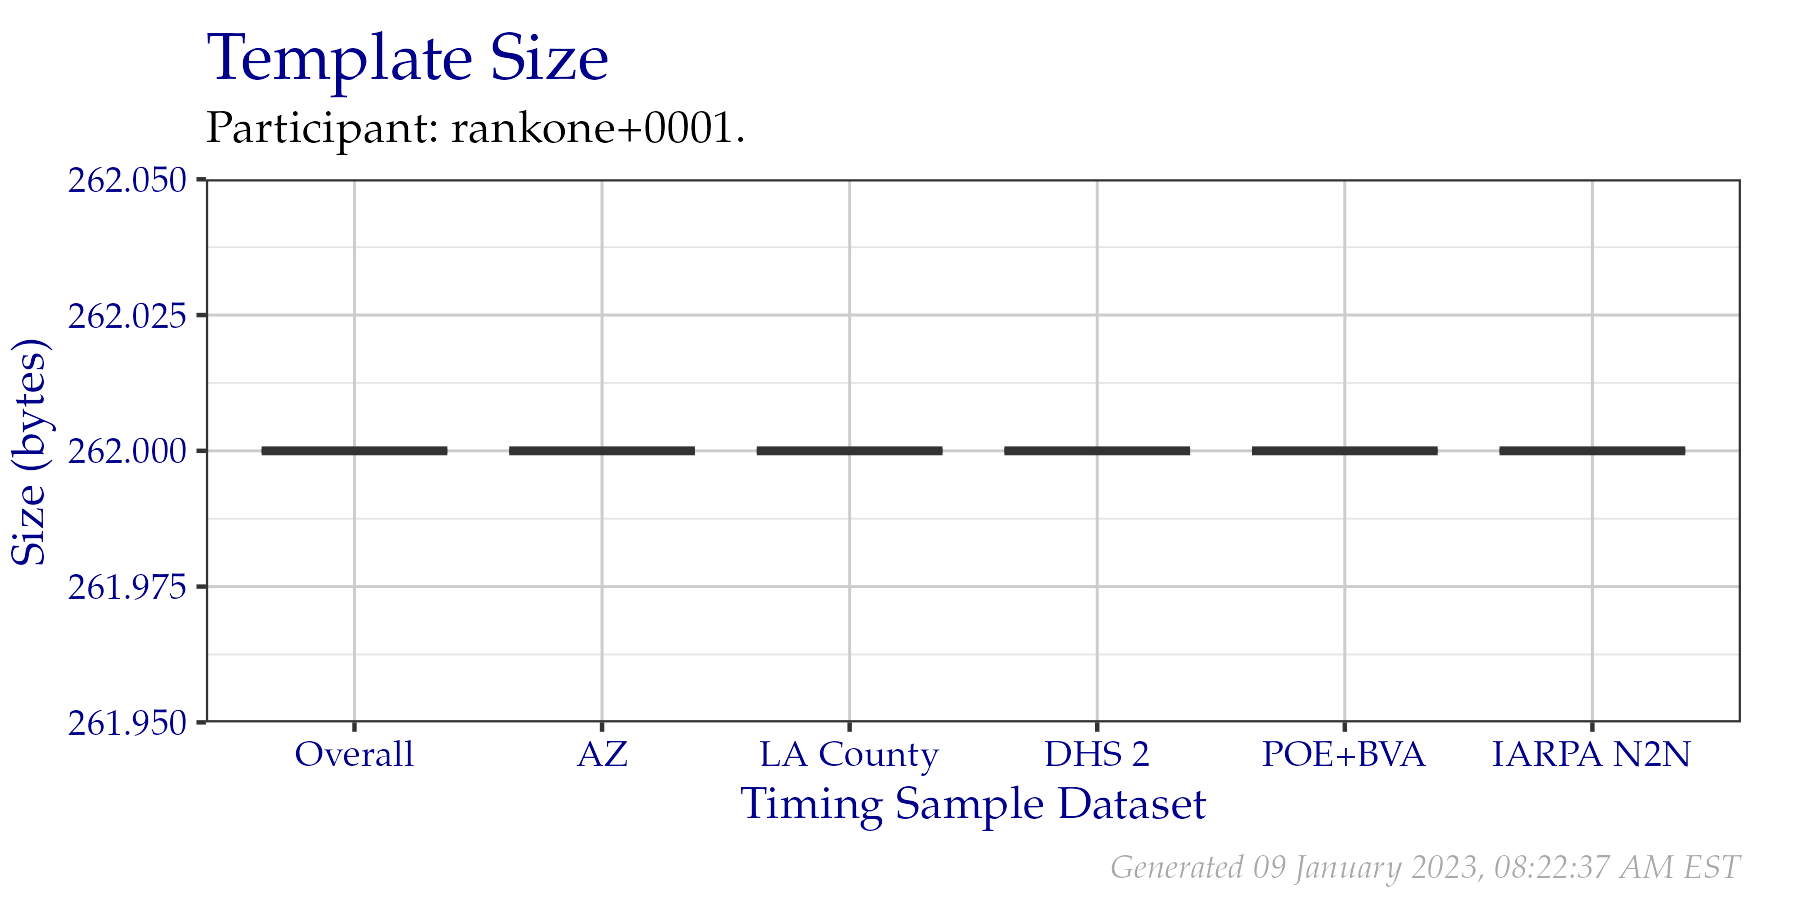 Template Size
Participant: rankone+0001.
Size (bytes)
262.050
262.025
262.000
261.975
261.950
Overall AZ LA County DHS 2 POE+BVA IARPA N2N
Timing Sample Dataset
Generated 09 January 2023, 08:22:37 AM EST